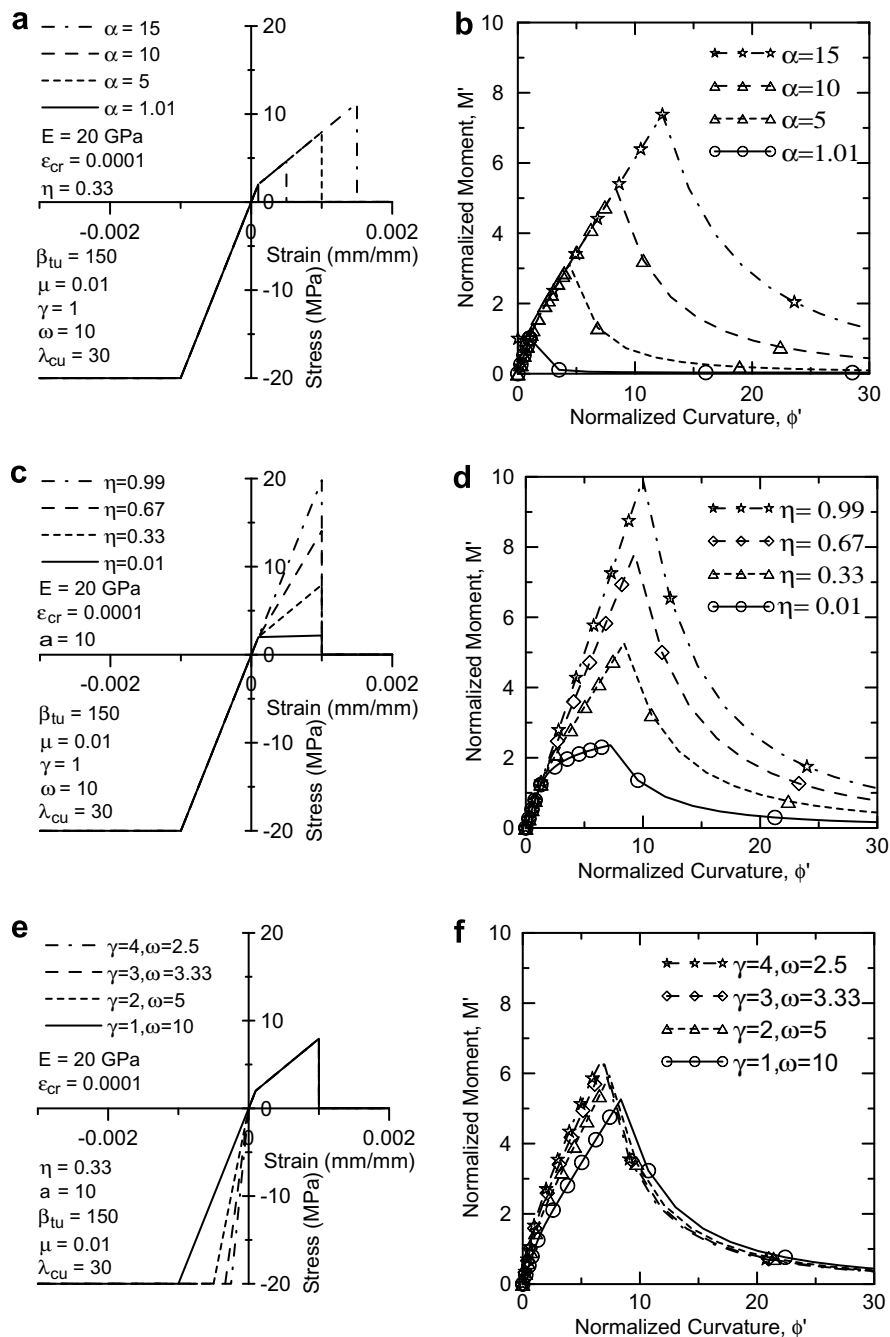 a
α = 15
α = 10
α = 5
α = 1.01
E = 20 GPa
εcr = 0.0001
η = 0.33
βtu = 150
μ = 0.01
γ = 1
ω = 10
λcu = 30
20
10
0
-10
-20
-0.002
0
0.002
Strain (mm/mm)
Stress (MPa)
b
α=15
α=10
α=5
α=1.01
10
8
6
4
2
0
0
10
20
30
Normalized Moment, M'
Normalized Curvature, ϕ'
c
η=0.99
η=0.67
η=0.33
η=0.01
E = 20 GPa
εcr = 0.0001
a = 10
βtu = 150
μ = 0.01
γ = 1
ω = 10
λcu = 30
20
10
0
-10
-20
-0.002
0
0.002
Strain (mm/mm)
Stress (MPa)
d
η= 0.99
η= 0.67
η= 0.33
η= 0.01
10
8
6
4
2
0
0
10
20
30
Normalized Moment, M'
Normalized Curvature, ϕ'
e
γ=4,ω=2.5
γ=3,ω=3.33
γ=2,ω=5
γ=1,ω=10
E = 20 GPa
εcr = 0.0001
η = 0.33
a = 10
βtu = 150
μ = 0.01
λcu = 30
20
10
0
-10
-20
-0.002
0
0.002
Strain (mm/mm)
Stress (MPa)
f
γ=4,ω=2.5
γ=3,ω=3.33
γ=2,ω=5
γ=1,ω=10
10
8
6
4
2
0
0
10
20
30
Normalized Moment, M'
Normalized Curvature, ϕ'